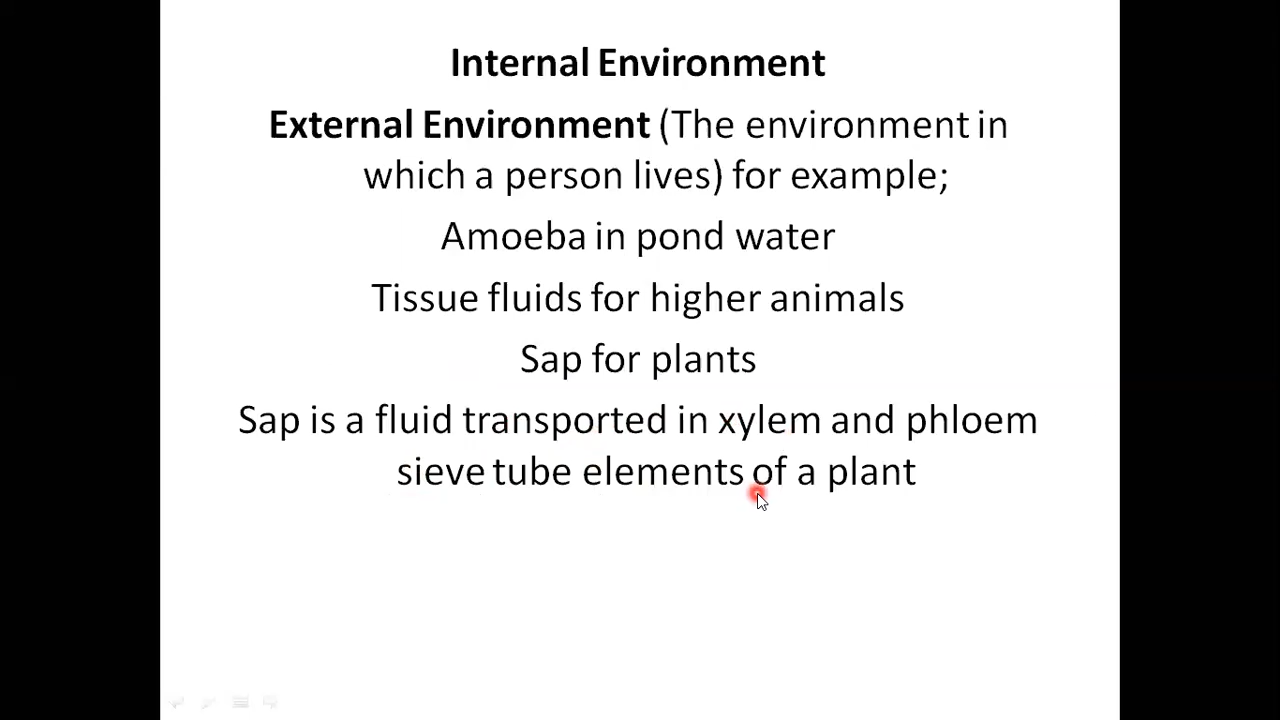 Internal Environment
External Environment (The environment in
which a person lives) for example;
Amoeba in pond water
Tissue fluids for higher animals
Sap for plants
Sap is a fluid transported in xylem and phloem
sieve tube elements of a plant